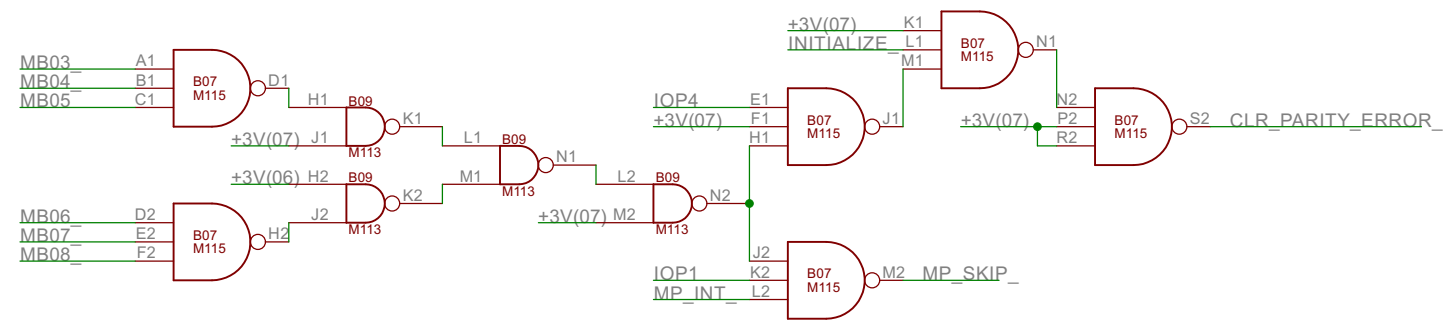 +3V(07) K1
INITIALIZE_ L1
M1
B07
M115
N1
MB03_ A1
MB04_ B1
MB05_ C1
B07
M115
D1
H1
+3V(07) J1
B09
M113
K1
+3V(06) H2
J2
B09
M113
K2
MB06_ D2
MB07_ E2
MB08_ F2
B07
M115
H2
L1
M1
B09
M113
N1
L2
+3V(07) M2
B09
M113
N2
IOP4 E1
+3V(07) F1
H1
B07
M115
J1
N2
+3V(07) P2
R2
B07
M115
S2 CLR_PARITY_ERROR_
J2
IOP1 K2
MP_INT_ L2
B07
M115
M2 MP_SKIP_